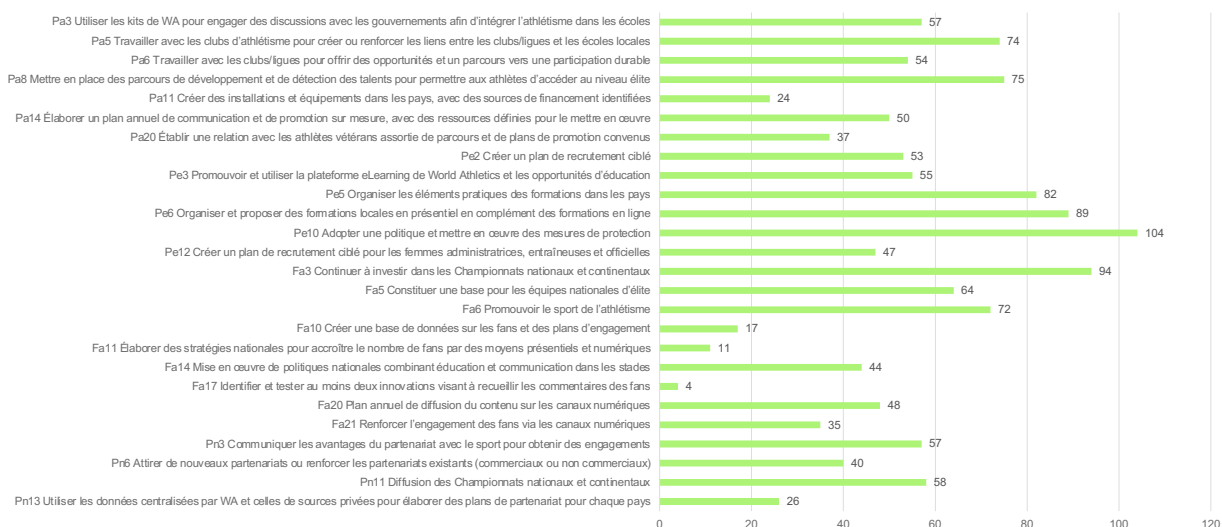 Pa3 Utiliser les kits de WA pour engager des discussions avec les gouvernements afin d'intégrer l'athlétisme dans les écoles 57
Pa5 Travailler avec les clubs d'athlétisme pour créer ou renforcer les liens entre les clubs/ligues et les écoles locales 74
Pa6 Travailler avec les clubs/ligues pour offrir des opportunités et un parcours vers une participation durable 54
Pa8 Mettre en place des parcours de développement et de détection des talents pour permettre aux athlètes d'accéder au niveau élite 75
Pa11 Créer des installations et équipements dans les pays, avec des sources de financement identifiées 24
Pa14 Élaborer un plan annuel de communication et de promotion sur mesure, avec des ressources définies pour le mettre en œuvre 50
Pa20 Établir une relation avec les athlètes vétérans assortie de parcours et de plans de promotion convenus 37
Pe2 Créer un plan de recrutement ciblé 53
Pe3 Promouvoir et utiliser la plateforme eLearning de World Athletics et les opportunités d'éducation 55
Pe5 Organiser les éléments pratiques des formations dans les pays 82
Pe6 Organiser et proposer des formations locales en présentiel en complément des formations en ligne 89
Pe10 Adopter une politique et mettre en œuvre des mesures de protection 104
Pe12 Créer un plan de recrutement ciblé pour les femmes administratrices, entraîneuses et officielles 47
Fa3 Continuer à investir dans les Championnats nationaux et continentaux 94
Fa5 Constituer une base pour les équipes nationales d'élite 64
Fa6 Promouvoir le sport de l'athlétisme 72
Fa10 Créer une base de données sur les fans et des plans d'engagement 17
Fa11 Élaborer des stratégies nationales pour accroître le nombre de fans par des moyens présentiels et numériques 11
Fa14 Mise en œuvre de politiques nationales combinant éducation et communication dans les stades 44
Fa17 Identifier et tester au moins deux innovations visant à recueillir les commentaires des fans 4
Fa20 Plan annuel de diffusion du contenu sur les canaux numériques 48
Fa21 Renforcer l'engagement des fans via les canaux numériques 35
Pn3 Communiquer les avantages du partenariat avec le sport pour obtenir des engagements 57
Pn6 Attirer de nouveaux partenariats ou renforcer les partenariats existants (commerciaux ou non commerciaux) 40
Pn11 Diffusion des Championnats nationaux et continentaux 58
Pn13 Utiliser les données centralisées par WA et celles de sources privées pour élaborer des plans de partenariat pour chaque pays 26
0 20 40 60 80 100 120